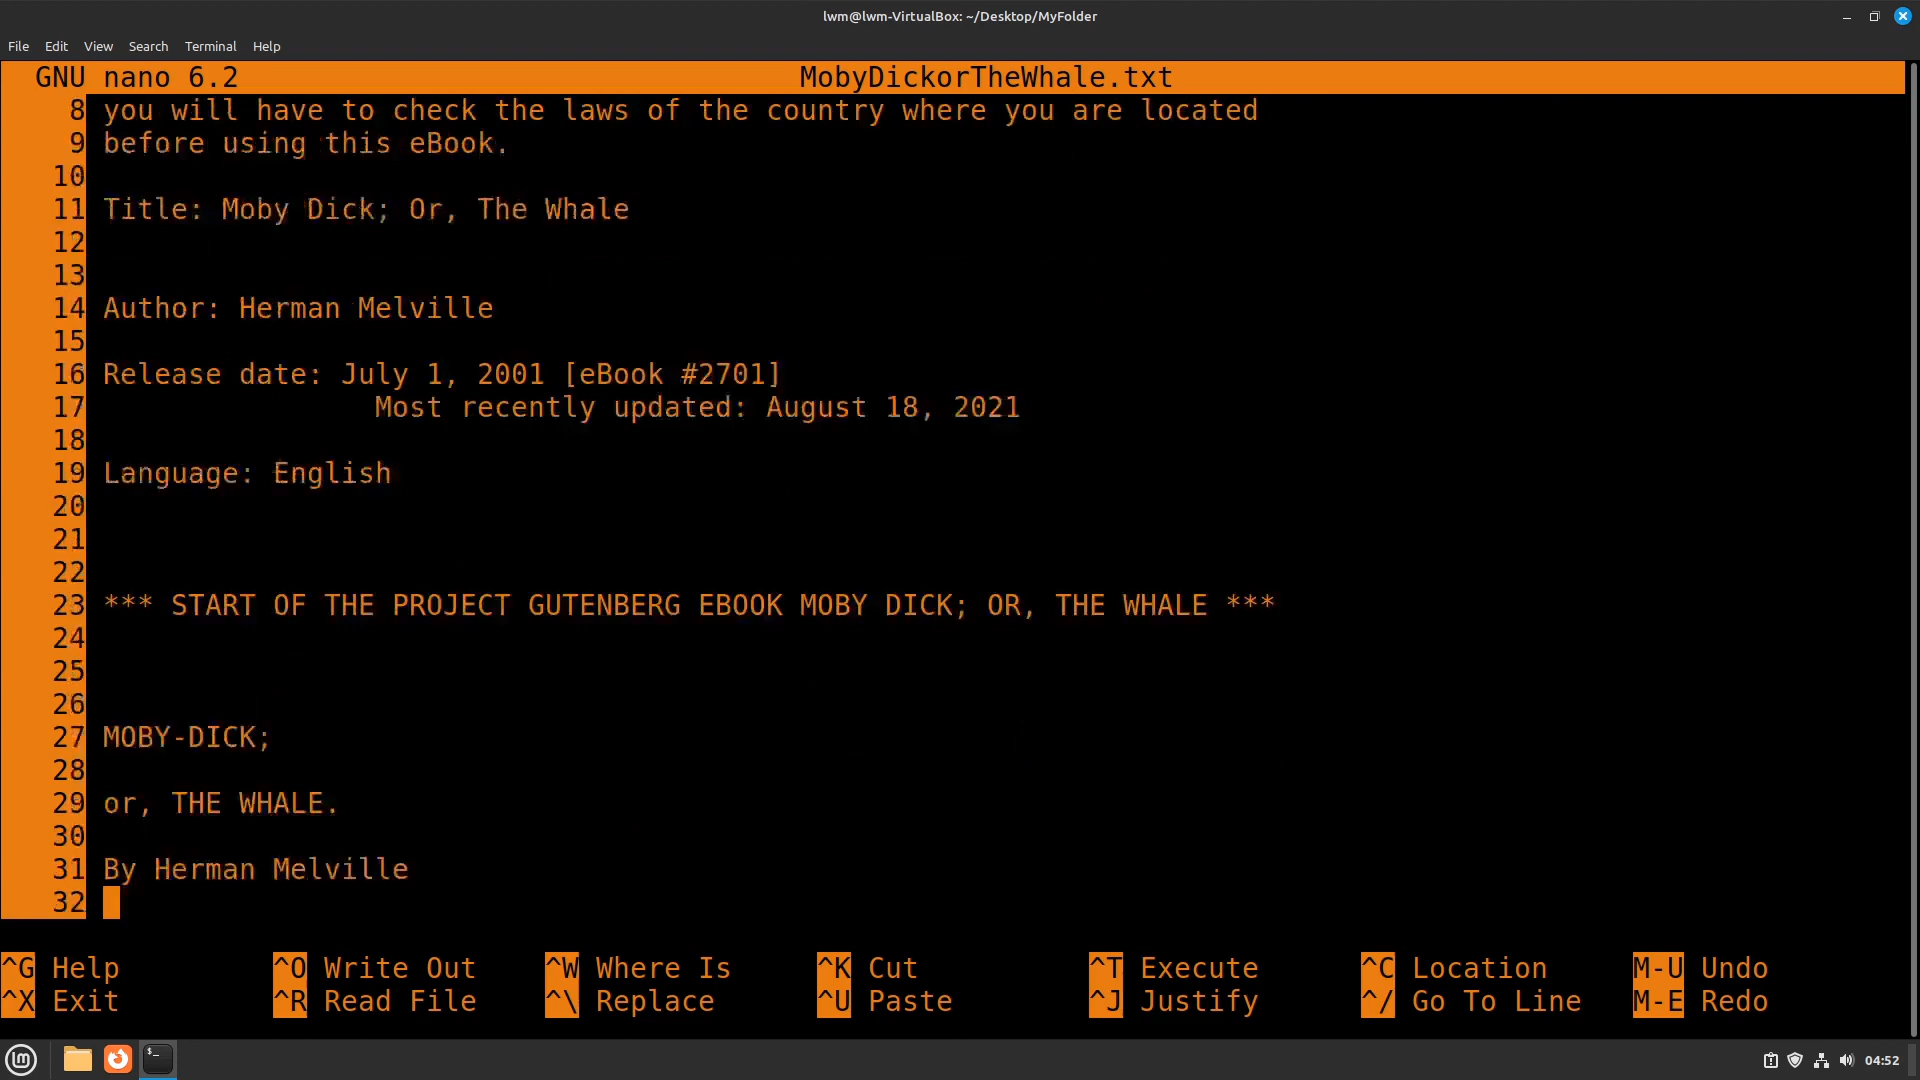 lwm@lwm-VirtualBox: ~/Desktop/MyFolder
File Edit View Search Terminal Help
GNU nano 6.2 MobyDickorTheWhale.txt
8 you will have to check the laws of the country where you are located
9 before using this eBook.
10
11 Title: Moby Dick; Or, The Whale
12
13
14 Author: Herman Melville
15
16 Release date: July 1, 2001 [eBook #2701]
17 Most recently updated: August 18, 2021
18
19 Language: English
20
21
22
23 *** START OF THE PROJECT GUTENBERG EBOOK MOBY DICK; OR, THE WHALE ***
24
25
26
27 MOBY-DICK;
28
29 or, THE WHALE.
30
31 By Herman Melville
32
^G Help ^O Write Out ^W Where Is ^K Cut ^T Execute ^C Location M-U Undo
^X Exit ^R Read File ^\ Replace ^U Paste ^J Justify ^/ Go To Line M-E Redo
lm $_ 04:52